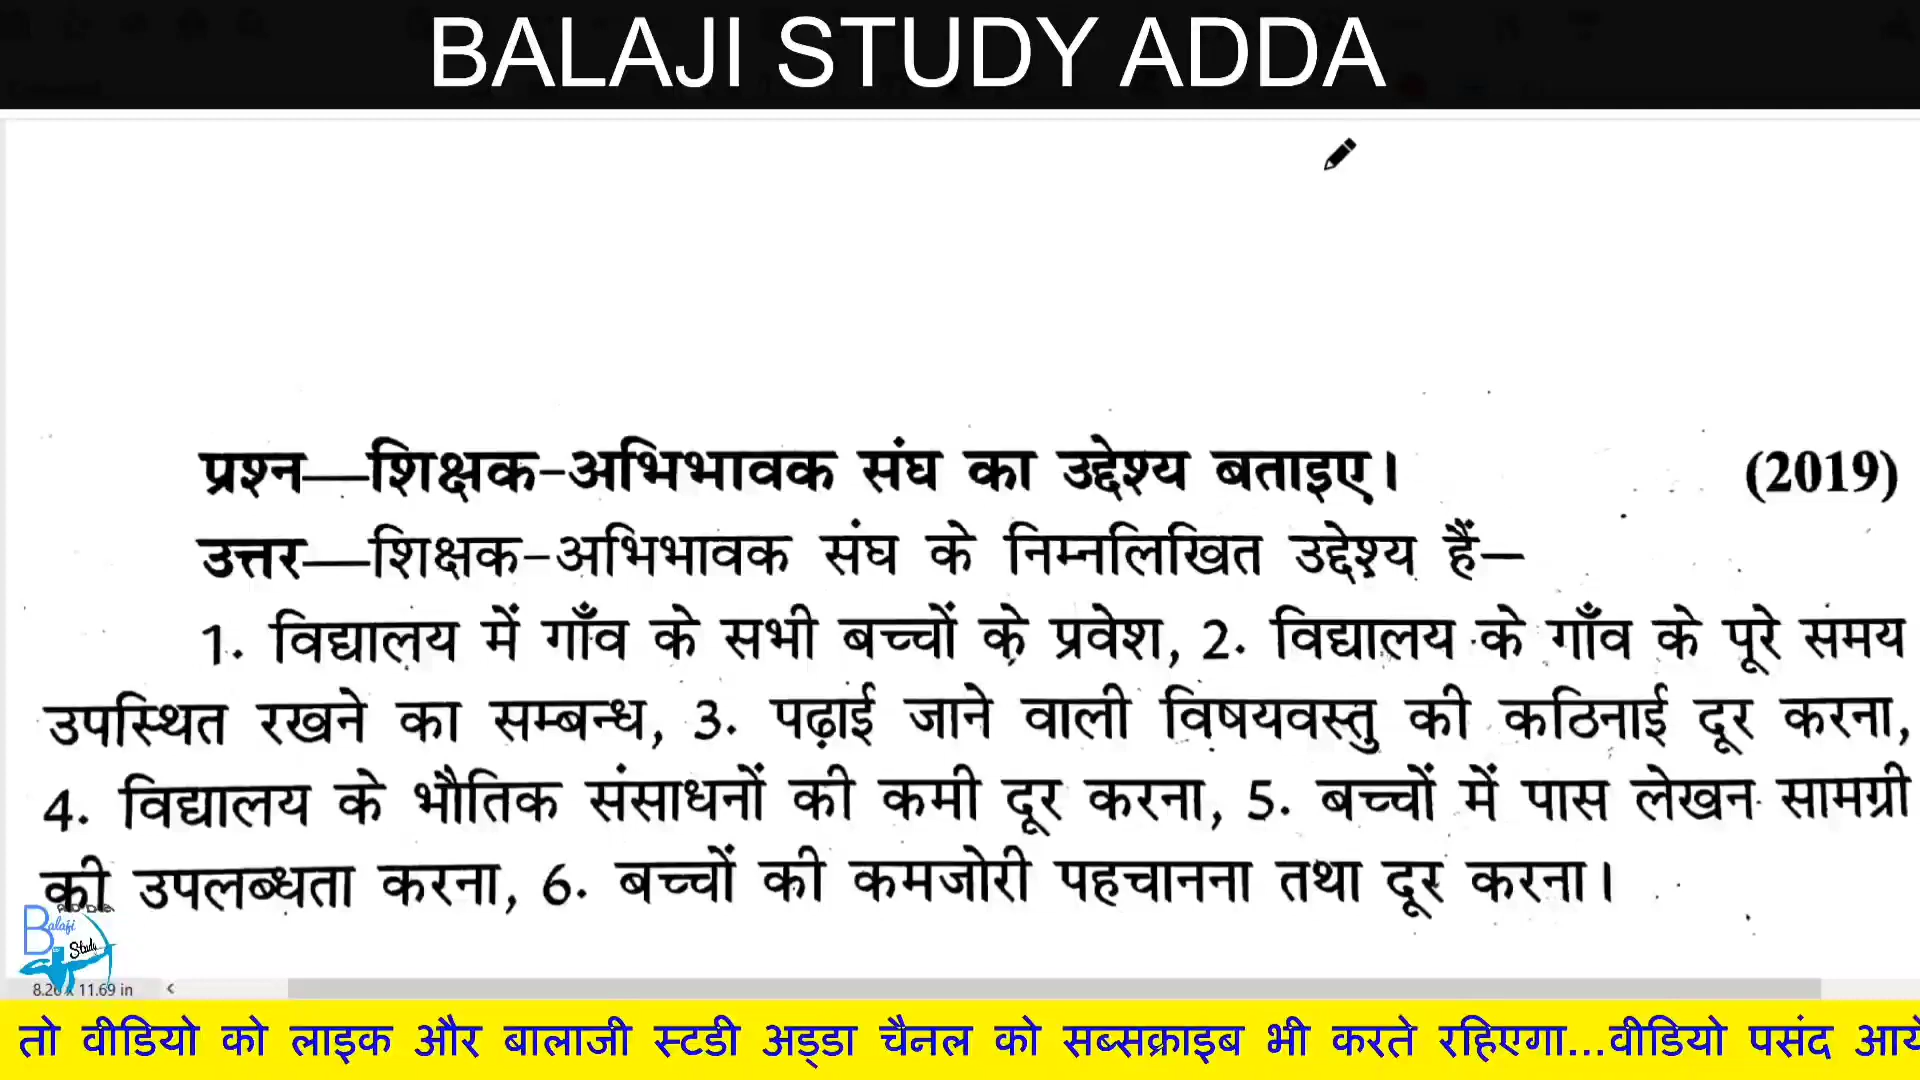 BALAJI STUDY ADDA
प्रश्न—शिक्षक-अभिभावक संघ का उद्देश्य बताइए। (2019)
उत्तर—शिक्षक-अभिभावक संघ के निम्नलिखित उद्देश्य हैं—
1. विद्यालय में गाँव के सभी बच्चों के प्रवेश, 2. विद्यालय के गाँव के पूरे समय
उपस्थित रखने का सम्बन्ध, 3. पढ़ाई जाने वाली विषयवस्तु की कठिनाई दूर करना,
4. विद्यालय के भौतिक संसाधनों की कमी दूर करना, 5. बच्चों में पास लेखन सामग्री
की उपलब्धता करना, 6. बच्चों की कमजोरी पहचानना तथा दूर करना।
Balaji
Study
8.26 x 11.69 in
तो वीडियो को लाइक और बालाजी स्टडी अड्डा चैनल को सब्सक्राइब भी करते रहिएगा...वीडियो पसंद आये